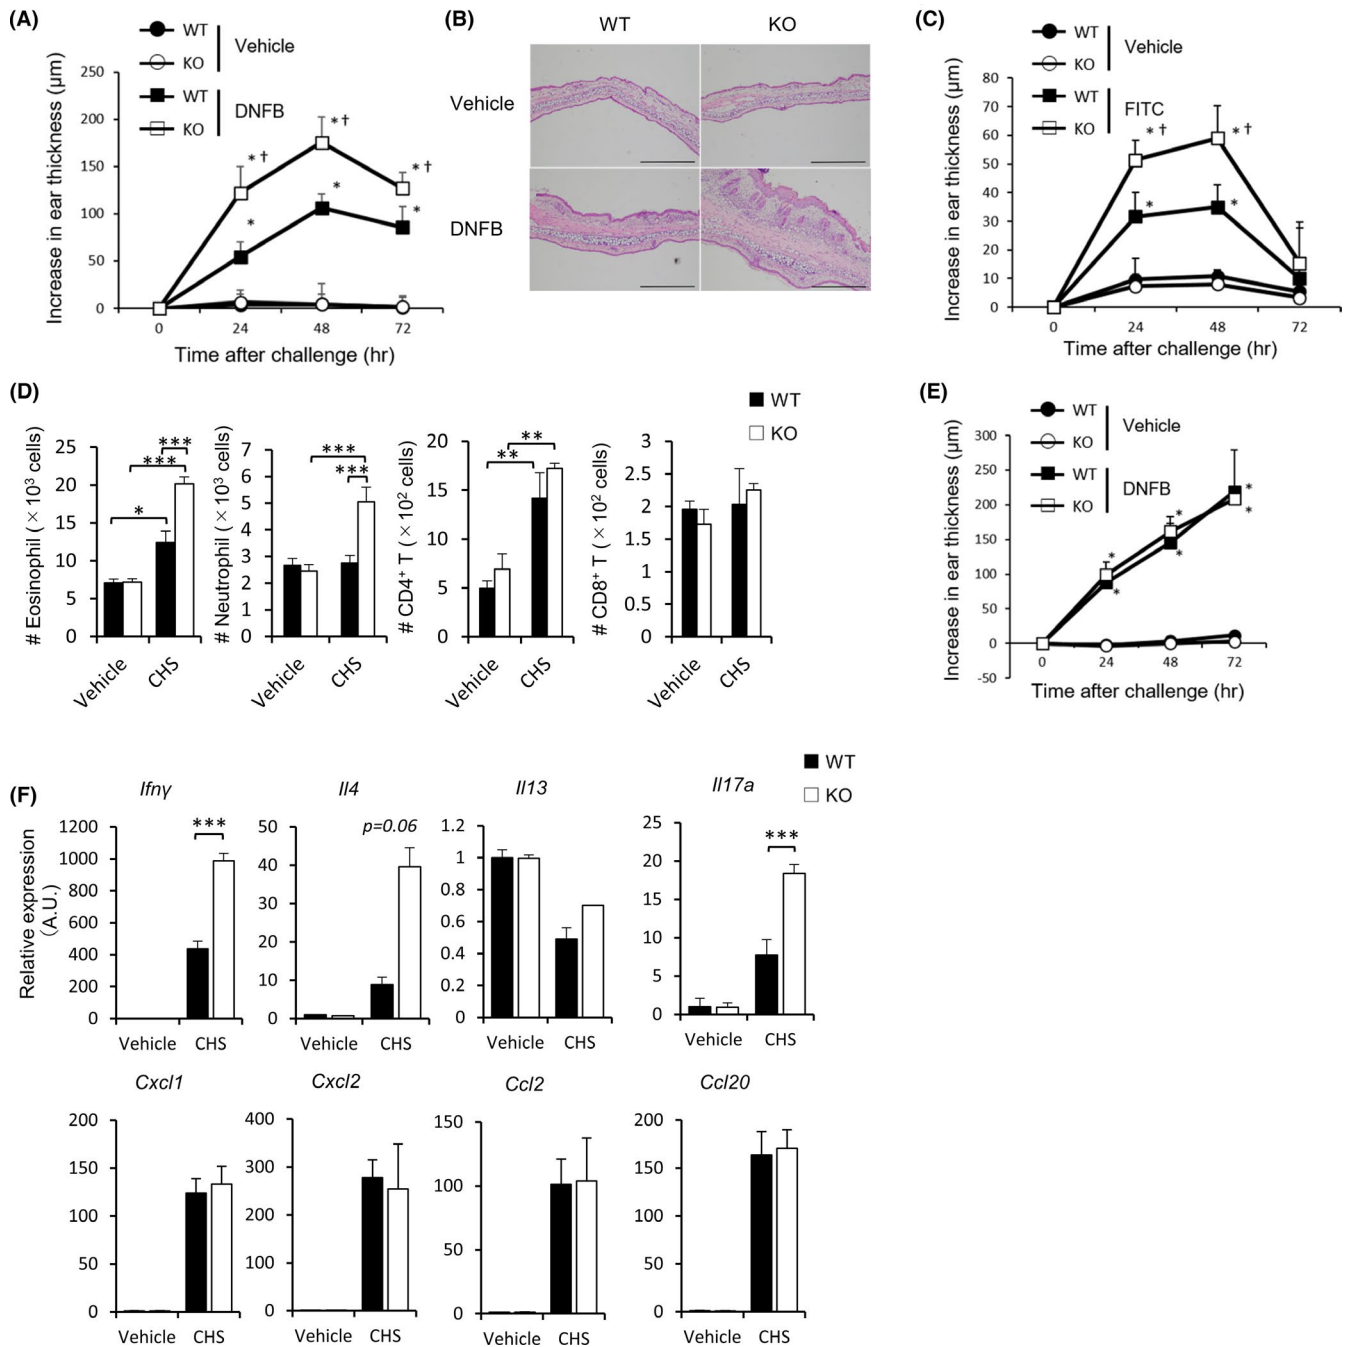 (A)
WT
KO
Vehicle
WT
KO
DNFB
Increase in ear thickness (μm)
250
200
150
100
50
0
* †
* †
* †
*
*
*
0 24 48 72
Time after challenge (hr)
(B)
WT KO
Vehicle
DNFB
(C)
WT
KO
Vehicle
WT
KO
FITC
Increase in ear thickness (μm)
80
70
60
50
40
30
20
10
0
* †
* †
*
*
0 24 48 72
Time after challenge (hr)
(D)
WT
KO
# Eosinophil (×10³ cells)
25
20
15
10
5
0
***
***
*
Vehicle CHS
# Neutrophil (×10³ cells)
7
6
5
4
3
2
1
0
***
***
Vehicle CHS
# CD4⁺ T (×10² cells)
20
15
10
5
0
**
**
Vehicle CHS
# CD8⁺ T (×10² cells)
3
2.5
2
1.5
1
0.5
0
Vehicle CHS
(E)
WT
KO
Vehicle
WT
KO
DNFB
Increase in ear thickness (μm)
300
250
200
150
100
50
0
-50
*
*
*
*
*
*
0 24 48 72
Time after challenge (hr)
(F)
WT
KO
Relative expression
(A.U.)
Ifnγ
1200
1000
800
600
400
200
0
***
Vehicle CHS
Il4
50
40
30
20
10
0
p=0.06
Vehicle CHS
Il13
1.2
1
0.8
0.6
0.4
0.2
0
Vehicle CHS
Il17a
25
20
15
10
5
0
***
Vehicle CHS
Cxcl1
200
150
100
50
0
Vehicle CHS
Cxcl2
400
300
200
100
0
Vehicle CHS
Ccl2
150
100
50
0
Vehicle CHS
Ccl20
200
150
100
50
0
Vehicle CHS